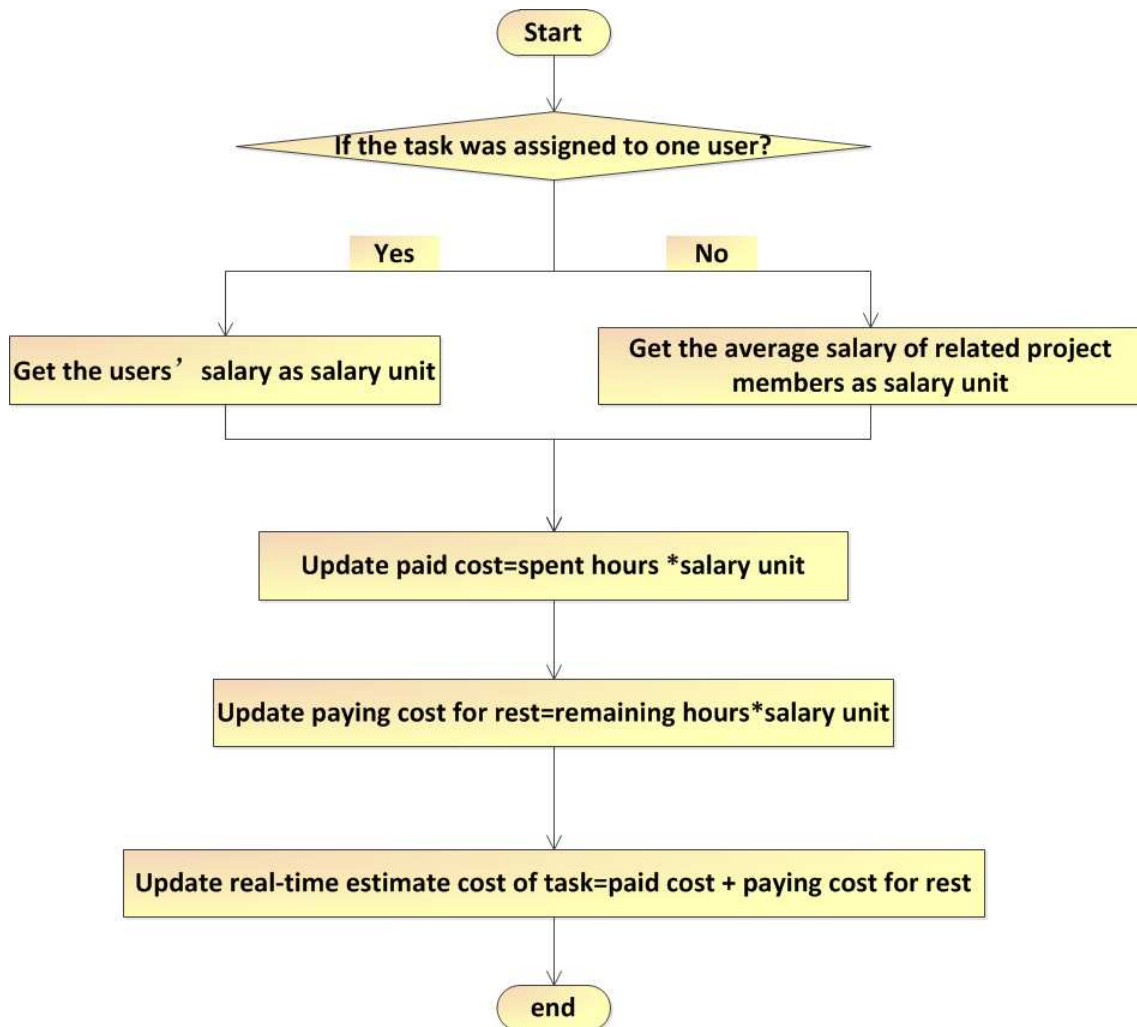 Start
If the task was assigned to one user?
Yes
No
Get the users’ salary as salary unit
Get the average salary of related project
members as salary unit
Update paid cost=spent hours *salary unit
Update paying cost for rest=remaining hours*salary unit
Update real-time estimate cost of task=paid cost + paying cost for rest
end